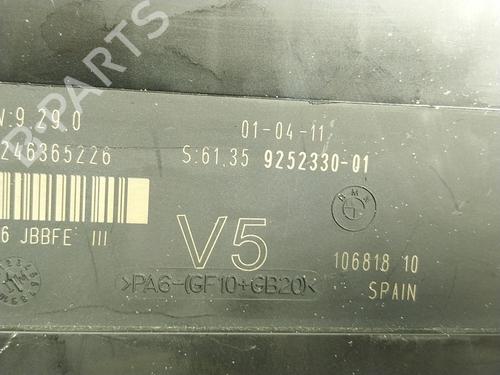 B-PARTS
:9.29.0
01-04-11
246365226
S:61.35 9252330-01
BMW
6 JBBFE III
V5
106818 10
>PA6-(GF10+GB20)<
SPAIN